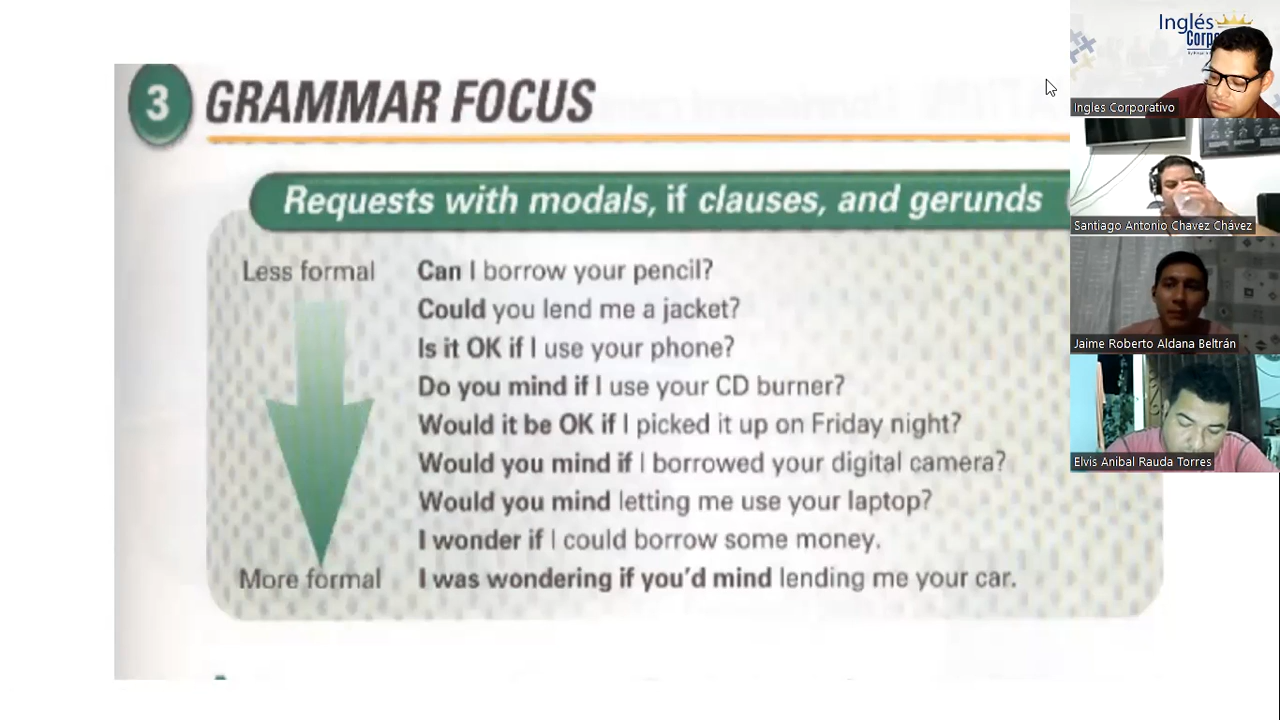 3 GRAMMAR FOCUS
Requests with modals, if clauses, and gerunds
Less formal
Can I borrow your pencil?
Could you lend me a jacket?
Is it OK if I use your phone?
Do you mind if I use your CD burner?
Would it be OK if I picked it up on Friday night?
Would you mind if I borrowed your digital camera?
Would you mind letting me use your laptop?
I wonder if I could borrow some money.
More formal
I was wondering if you'd mind lending me your car.
Inglés
Ingles Corporativo
Santiago Antonio Chavez Chávez
Jaime Roberto Aldana Beltrán
Elvis Anibal Rauda Torres